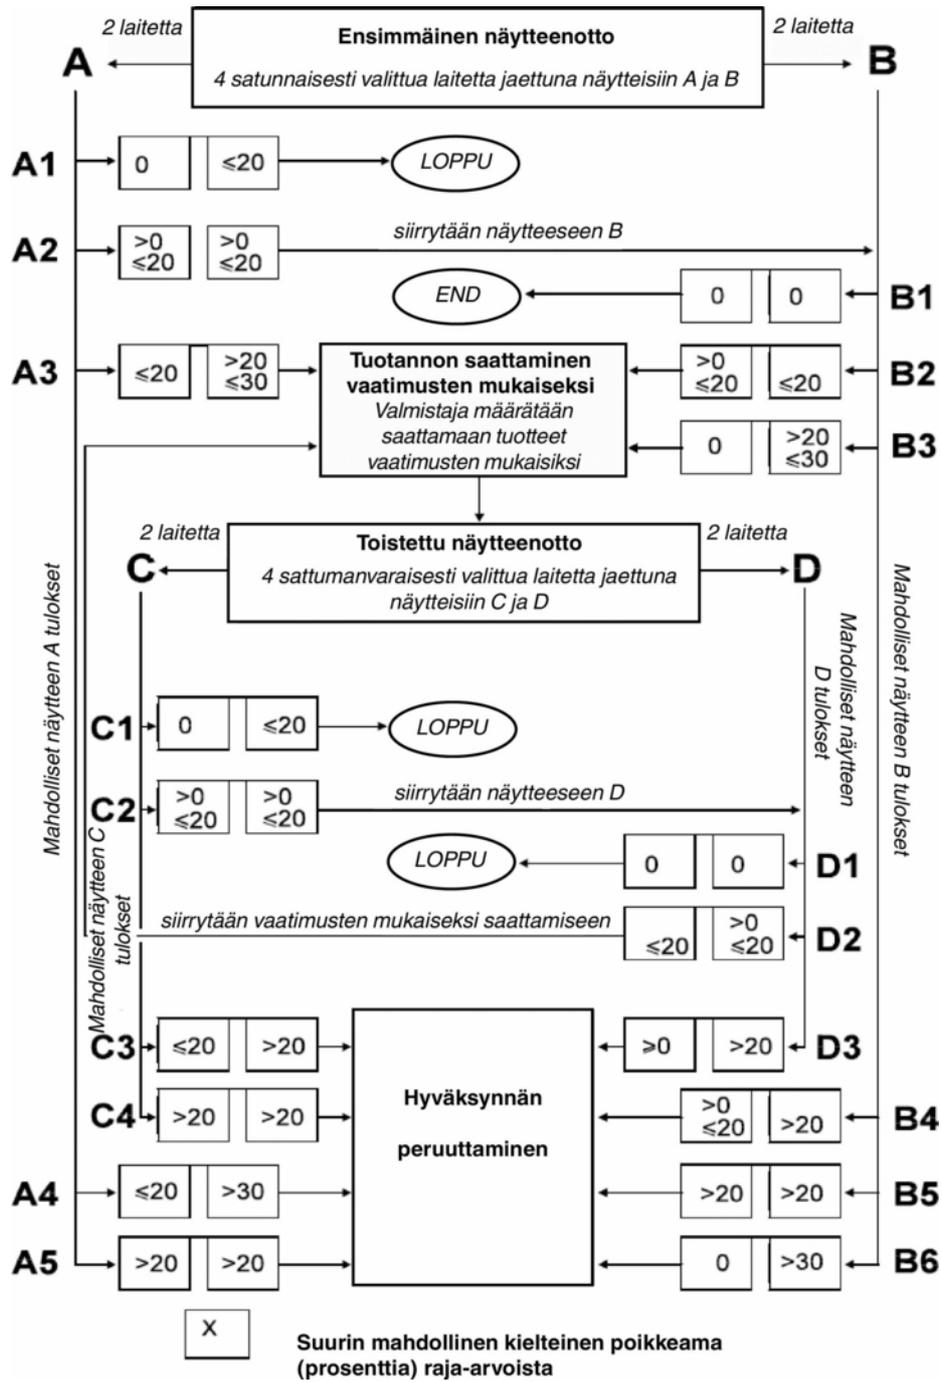 2 laitetta
Ensimmäinen näytteenotto
2 laitetta
A
4 satunnaisesti valittua laitetta jaettuna näytteisiin A ja B
B
A1
0
≤20
LOPPU
A2
>0
≤20
>0
≤20
siirrytään näytteeseen B
END
0
0
B1
A3
≤20
>20
≤30
Tuotannon saattaminen
vaatimusten mukaiseksi
Valmistaja määrätään
saattamaan tuotteet
vaatimusten mukaisiksi
>0
≤20
≤20
B2
0
>20
≤30
B3
2 laitetta
Toistettu näytteenotto
2 laitetta
C
4 sattumanvaraisesti valittua laitetta jaettuna
näytteisiin C ja D
D
Mahdolliset näytteen A tulokset
Mahdolliset näytteen
D tulokset
Mahdolliset näytteen B tulokset
C1
0
≤20
LOPPU
C2
>0
≤20
>0
≤20
siirrytään näytteeseen D
LOPPU
0
0
D1
Mahdolliset näytteen C
tulokset
siirrytään vaatimusten mukaiseksi saattamiseen
≤20
>0
≤20
D2
C3
≤20
>20
Hyväksynnän
peruuttaminen
≥0
>20
D3
C4
>20
>20
>0
≤20
>20
B4
A4
≤20
>30
>20
>20
B5
A5
>20
>20
0
>30
B6
X
Suurin mahdollinen kielteinen poikkeama
(prosenttia) raja-arvoista